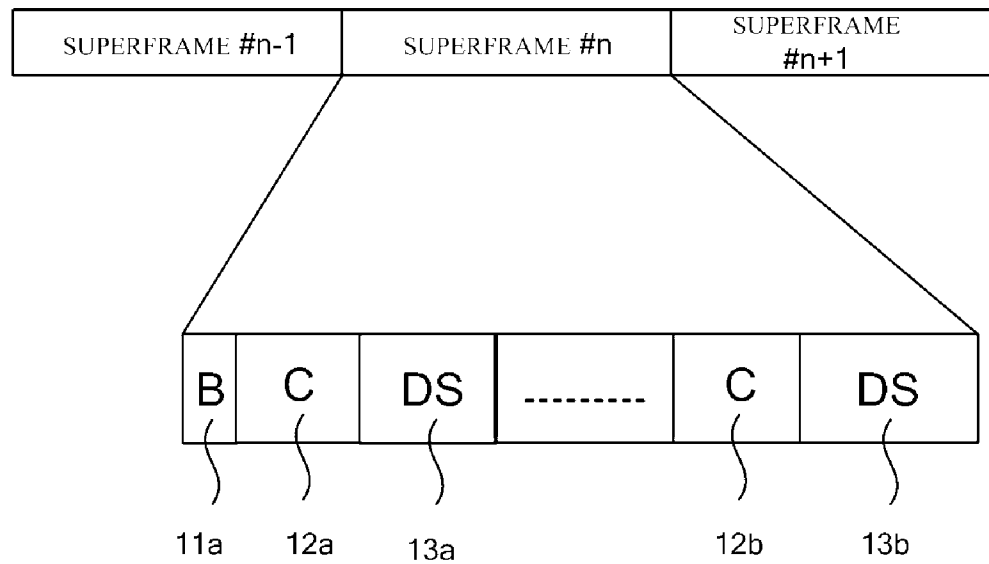 SUPERFRAME #n-1
SUPERFRAME #n
SUPERFRAME
#n+1
B
C
DS
---------
C
DS
11a
12a
13a
12b
13b